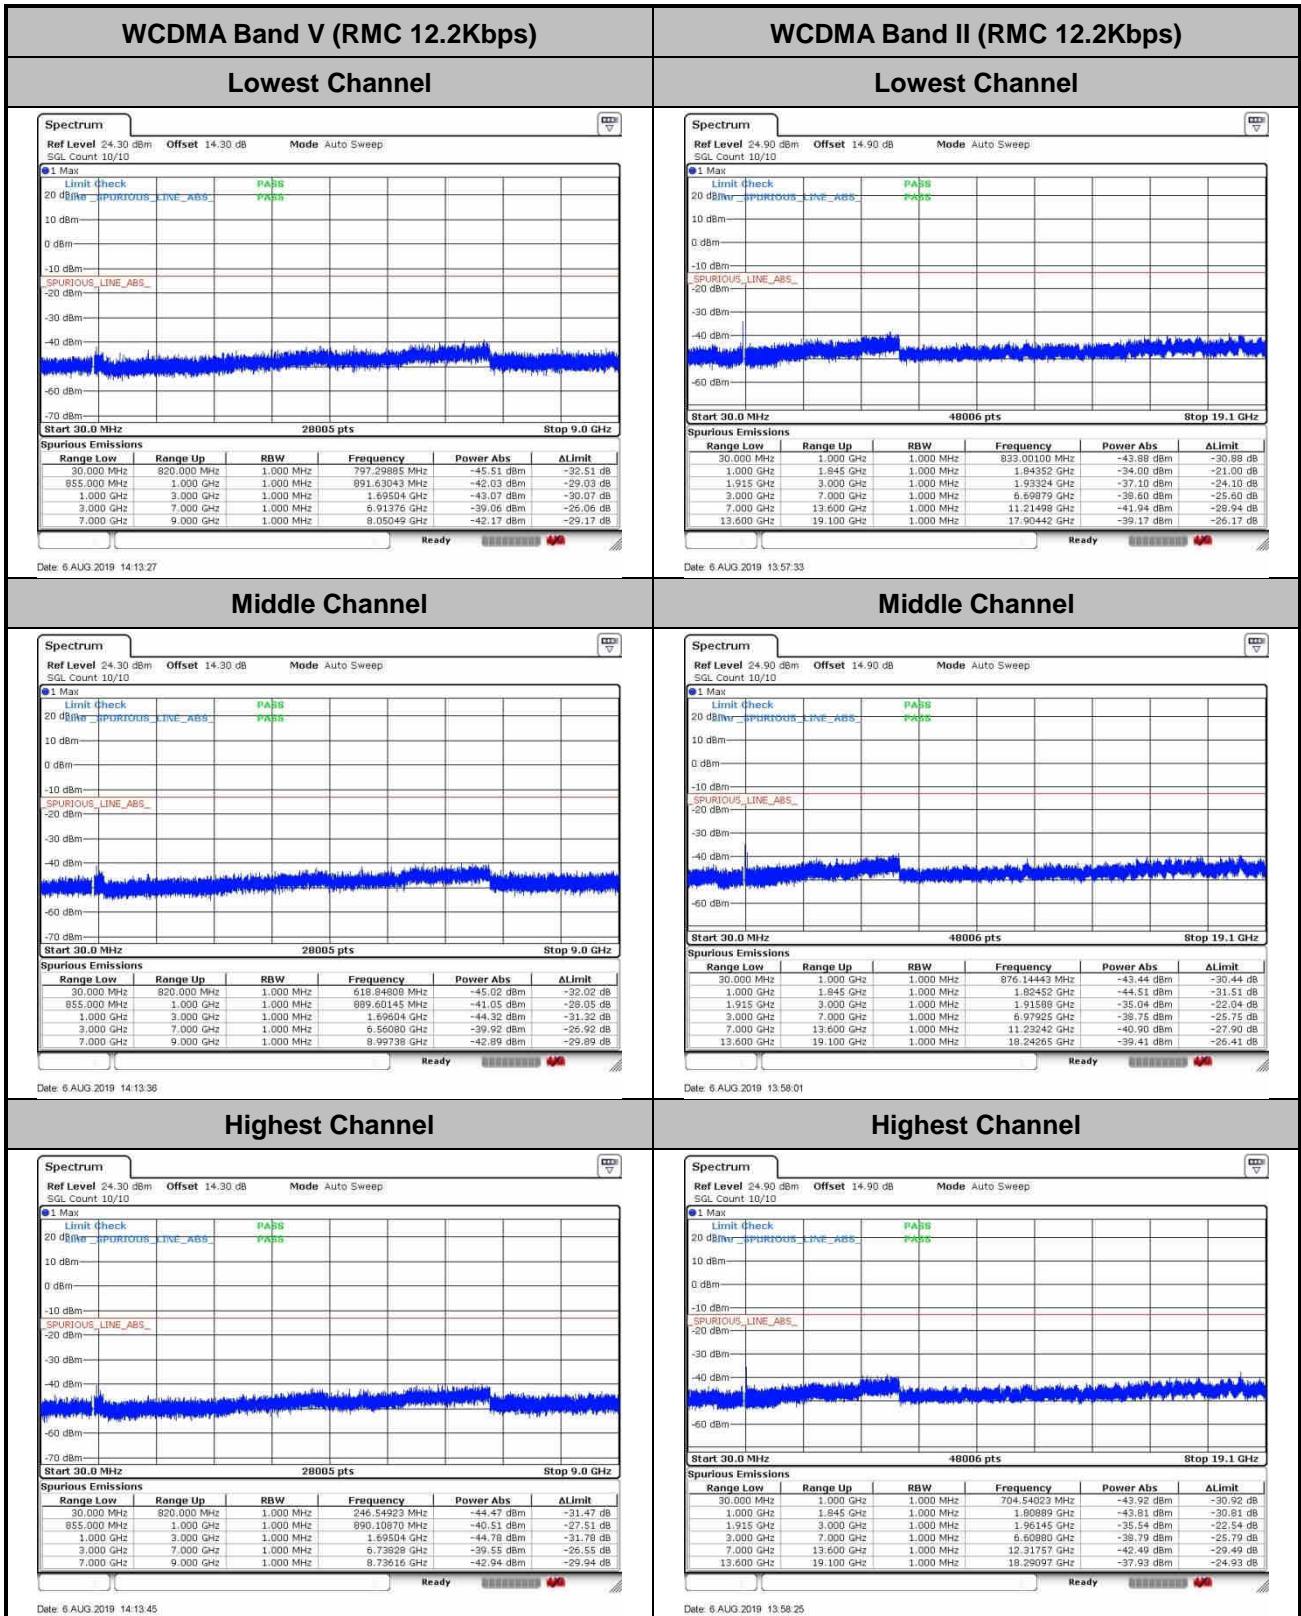 WCDMA Band V (RMC 12.2Kbps)
WCDMA Band II (RMC 12.2Kbps)
Lowest Channel
Lowest Channel
Spectrum
Ref Level 24.30 dBm Offset 14.30 dB Mode Auto Sweep
SGL Count 10/10
1 Max
Limit Check PASS
20 dBm Line _SPURIOUS_LINE_ABS_ PASS
10 dBm
0 dBm
-10 dBm
_SPURIOUS_LINE_ABS_
-20 dBm
-30 dBm
-40 dBm
-60 dBm
-70 dBm
Start 30.0 MHz 28005 pts Stop 9.0 GHz
Spurious Emissions
Range Low Range Up RBW Frequency Power Abs ΔLimit
30.000 MHz 820.000 MHz 1.000 MHz 797.29885 MHz -45.51 dBm -32.51 dB
855.000 MHz 1.000 GHz 1.000 MHz 891.63043 MHz -42.03 dBm -29.03 dB
1.000 GHz 3.000 GHz 1.000 MHz 1.69504 GHz -43.07 dBm -30.07 dB
3.000 GHz 7.000 GHz 1.000 MHz 6.91376 GHz -39.06 dBm -26.06 dB
7.000 GHz 9.000 GHz 1.000 MHz 8.05049 GHz -42.17 dBm -29.17 dB
Ready
Date: 6.AUG.2019 14:13:27
Spectrum
Ref Level 24.90 dBm Offset 14.90 dB Mode Auto Sweep
SGL Count 10/10
1 Max
Limit Check PASS
20 dBm Line _SPURIOUS_LINE_ABS_ PASS
10 dBm
0 dBm
-10 dBm
_SPURIOUS_LINE_ABS_
-20 dBm
-30 dBm
-40 dBm
-60 dBm
Start 30.0 MHz 48006 pts Stop 19.1 GHz
Spurious Emissions
Range Low Range Up RBW Frequency Power Abs ΔLimit
30.000 MHz 1.000 GHz 1.000 MHz 833.00100 MHz -43.88 dBm -30.88 dB
1.000 GHz 1.845 GHz 1.000 MHz 1.84352 GHz -34.00 dBm -21.00 dB
1.915 GHz 3.000 GHz 1.000 MHz 1.93324 GHz -37.10 dBm -24.10 dB
3.000 GHz 7.000 GHz 1.000 MHz 6.69879 GHz -38.60 dBm -25.60 dB
7.000 GHz 13.600 GHz 1.000 MHz 11.21498 GHz -41.94 dBm -28.94 dB
13.600 GHz 19.100 GHz 1.000 MHz 17.90442 GHz -39.17 dBm -26.17 dB
Ready
Date: 6.AUG.2019 13:57:33
Middle Channel
Middle Channel
Spectrum
Ref Level 24.30 dBm Offset 14.30 dB Mode Auto Sweep
SGL Count 10/10
1 Max
Limit Check PASS
20 dBm Line _SPURIOUS_LINE_ABS_ PASS
10 dBm
0 dBm
-10 dBm
_SPURIOUS_LINE_ABS_
-20 dBm
-30 dBm
-40 dBm
-60 dBm
-70 dBm
Start 30.0 MHz 28005 pts Stop 9.0 GHz
Spurious Emissions
Range Low Range Up RBW Frequency Power Abs ΔLimit
30.000 MHz 820.000 MHz 1.000 MHz 618.84808 MHz -45.02 dBm -32.02 dB
855.000 MHz 1.000 GHz 1.000 MHz 889.60145 MHz -41.05 dBm -28.05 dB
1.000 GHz 3.000 GHz 1.000 MHz 1.69604 GHz -44.32 dBm -31.32 dB
3.000 GHz 7.000 GHz 1.000 MHz 6.56080 GHz -39.92 dBm -26.92 dB
7.000 GHz 9.000 GHz 1.000 MHz 8.99738 GHz -42.89 dBm -29.89 dB
Ready
Date: 6.AUG.2019 14:13:36
Spectrum
Ref Level 24.90 dBm Offset 14.90 dB Mode Auto Sweep
SGL Count 10/10
1 Max
Limit Check PASS
20 dBm Line _SPURIOUS_LINE_ABS_ PASS
10 dBm
0 dBm
-10 dBm
_SPURIOUS_LINE_ABS_
-20 dBm
-30 dBm
-40 dBm
-60 dBm
Start 30.0 MHz 48006 pts Stop 19.1 GHz
Spurious Emissions
Range Low Range Up RBW Frequency Power Abs ΔLimit
30.000 MHz 1.000 GHz 1.000 MHz 876.14443 MHz -43.44 dBm -30.44 dB
1.000 GHz 1.845 GHz 1.000 MHz 1.82452 GHz -44.51 dBm -31.51 dB
1.915 GHz 3.000 GHz 1.000 MHz 1.91588 GHz -35.04 dBm -22.04 dB
3.000 GHz 7.000 GHz 1.000 MHz 6.97925 GHz -38.75 dBm -25.75 dB
7.000 GHz 13.600 GHz 1.000 MHz 11.23242 GHz -40.90 dBm -27.90 dB
13.600 GHz 19.100 GHz 1.000 MHz 18.24265 GHz -39.41 dBm -26.41 dB
Ready
Date: 6.AUG.2019 13:58:01
Highest Channel
Highest Channel
Spectrum
Ref Level 24.30 dBm Offset 14.30 dB Mode Auto Sweep
SGL Count 10/10
1 Max
Limit Check PASS
20 dBm Line _SPURIOUS_LINE_ABS_ PASS
10 dBm
0 dBm
-10 dBm
_SPURIOUS_LINE_ABS_
-20 dBm
-30 dBm
-40 dBm
-60 dBm
-70 dBm
Start 30.0 MHz 28005 pts Stop 9.0 GHz
Spurious Emissions
Range Low Range Up RBW Frequency Power Abs ΔLimit
30.000 MHz 820.000 MHz 1.000 MHz 246.54923 MHz -44.47 dBm -31.47 dB
855.000 MHz 1.000 GHz 1.000 MHz 890.10870 MHz -40.51 dBm -27.51 dB
1.000 GHz 3.000 GHz 1.000 MHz 1.69504 GHz -44.78 dBm -31.78 dB
3.000 GHz 7.000 GHz 1.000 MHz 6.73828 GHz -39.55 dBm -26.55 dB
7.000 GHz 9.000 GHz 1.000 MHz 8.73616 GHz -42.94 dBm -29.94 dB
Ready
Date: 6.AUG.2019 14:13:45
Spectrum
Ref Level 24.90 dBm Offset 14.90 dB Mode Auto Sweep
SGL Count 10/10
1 Max
Limit Check PASS
20 dBm Line _SPURIOUS_LINE_ABS_ PASS
10 dBm
0 dBm
-10 dBm
_SPURIOUS_LINE_ABS_
-20 dBm
-30 dBm
-40 dBm
-60 dBm
Start 30.0 MHz 48006 pts Stop 19.1 GHz
Spurious Emissions
Range Low Range Up RBW Frequency Power Abs ΔLimit
30.000 MHz 1.000 GHz 1.000 MHz 704.54023 MHz -43.92 dBm -30.92 dB
1.000 GHz 1.845 GHz 1.000 MHz 1.80889 GHz -43.81 dBm -30.81 dB
1.915 GHz 3.000 GHz 1.000 MHz 1.96145 GHz -35.54 dBm -22.54 dB
3.000 GHz 7.000 GHz 1.000 MHz 6.60880 GHz -38.79 dBm -25.79 dB
7.000 GHz 13.600 GHz 1.000 MHz 12.31757 GHz -42.49 dBm -29.49 dB
13.600 GHz 19.100 GHz 1.000 MHz 18.29097 GHz -37.93 dBm -24.93 dB
Ready
Date: 6.AUG.2019 13:58:25